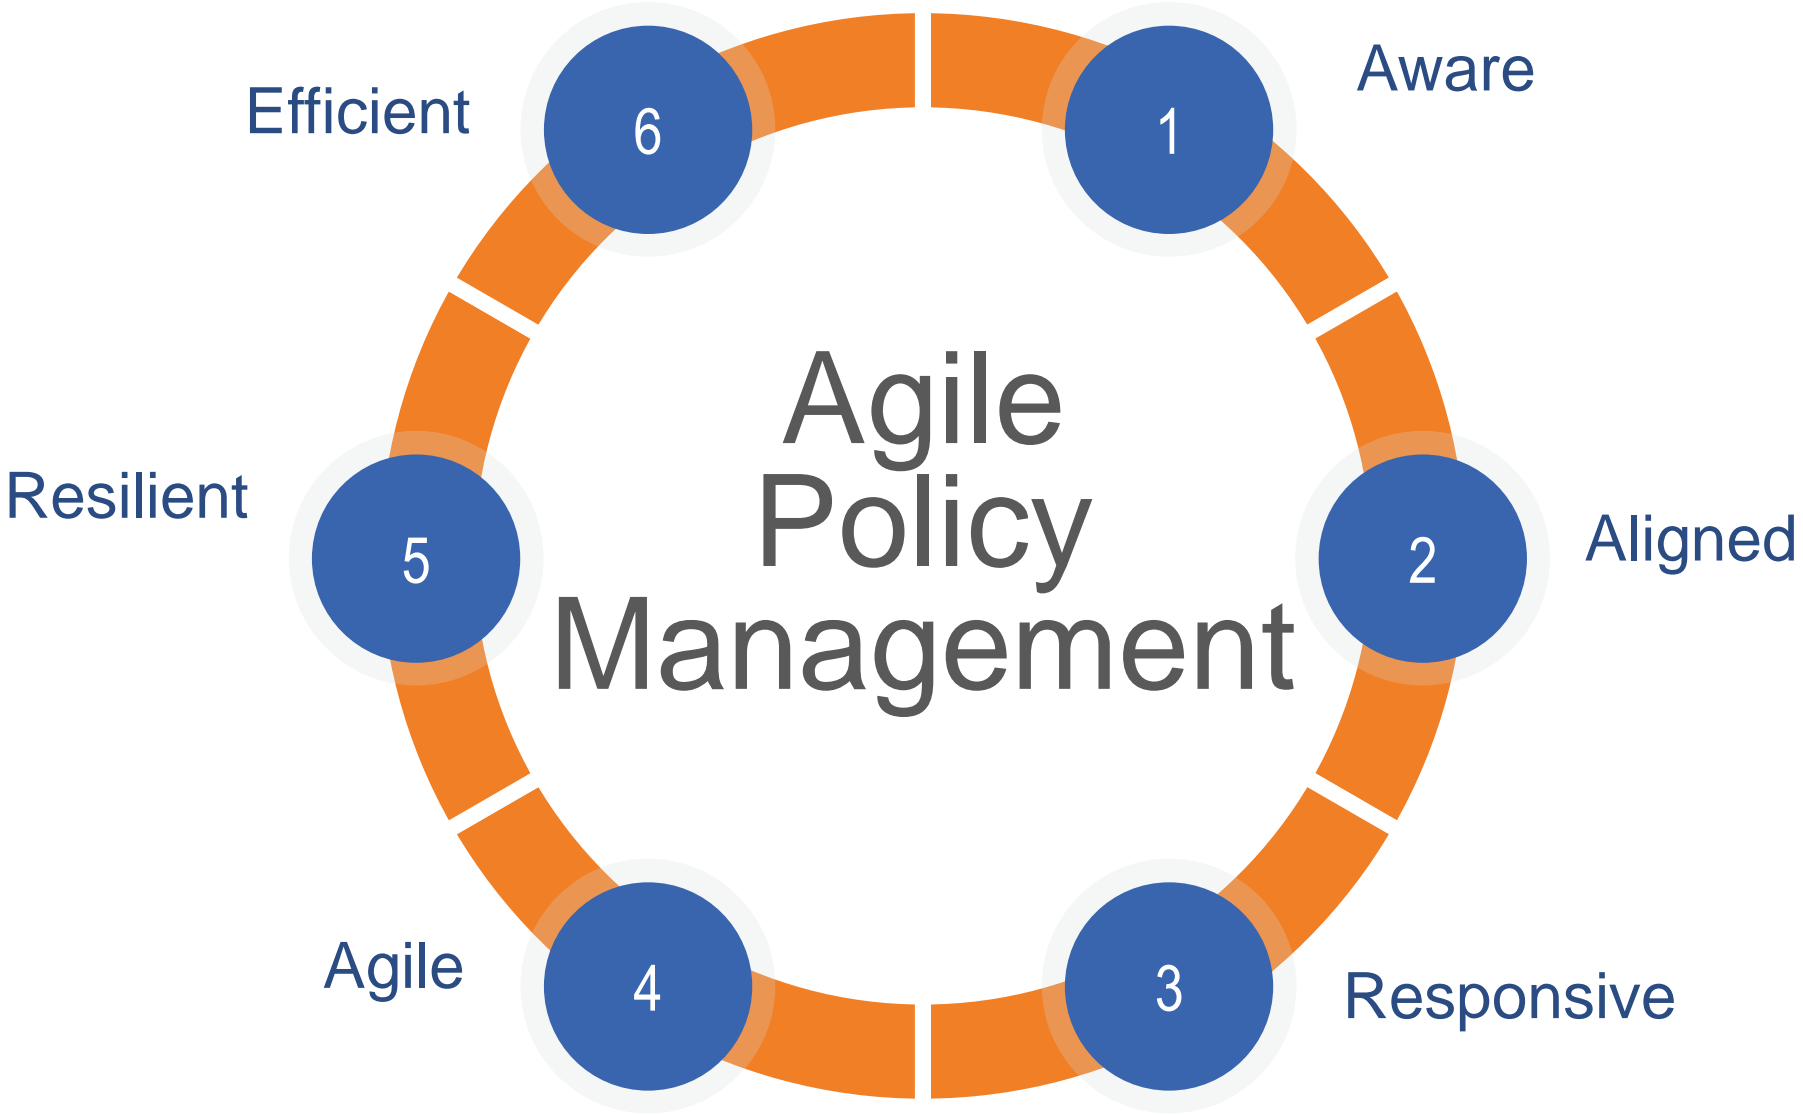 Agile
Policy
Management
1
Aware
2
Aligned
3
Responsive
4
Agile
5
Resilient
6
Efficient